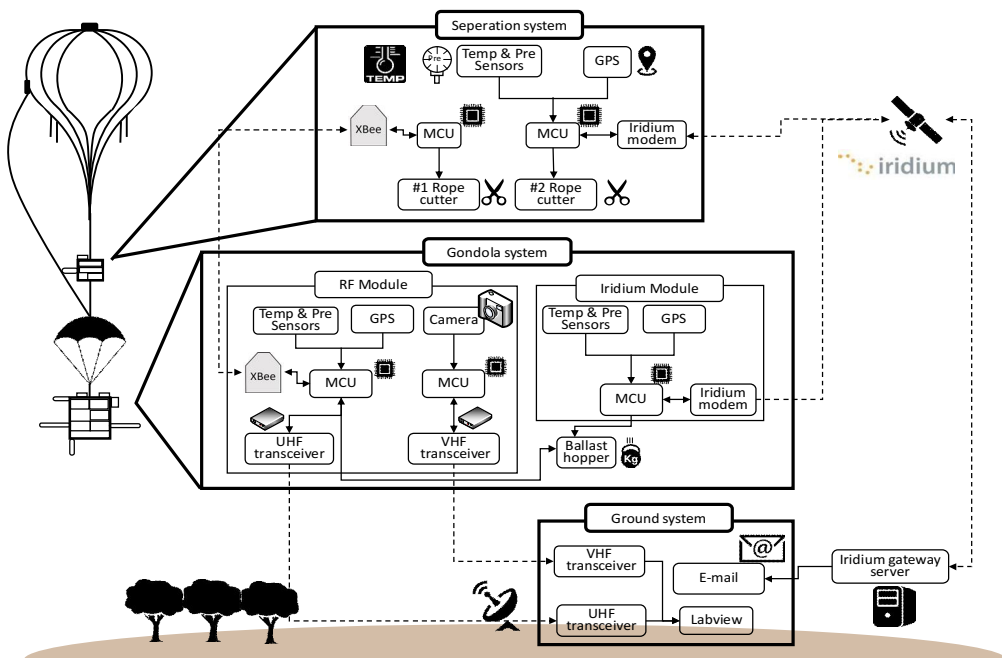 Seperation system
TEMP
Pre
Temp & Pre
Sensors
GPS
XBee
MCU
MCU
Iridium
modem
#1 Rope
cutter
#2 Rope
cutter
iridium
Gondola system
RF Module
Temp & Pre
Sensors
GPS
Camera
XBee
MCU
MCU
UHF
transceiver
VHF
transceiver
Iridium Module
Temp & Pre
Sensors
GPS
MCU
Iridium
modem
Ballast
hopper
Kg
Ground system
VHF
transceiver
@
E-mail
Iridium gateway
server
UHF
transceiver
Labview